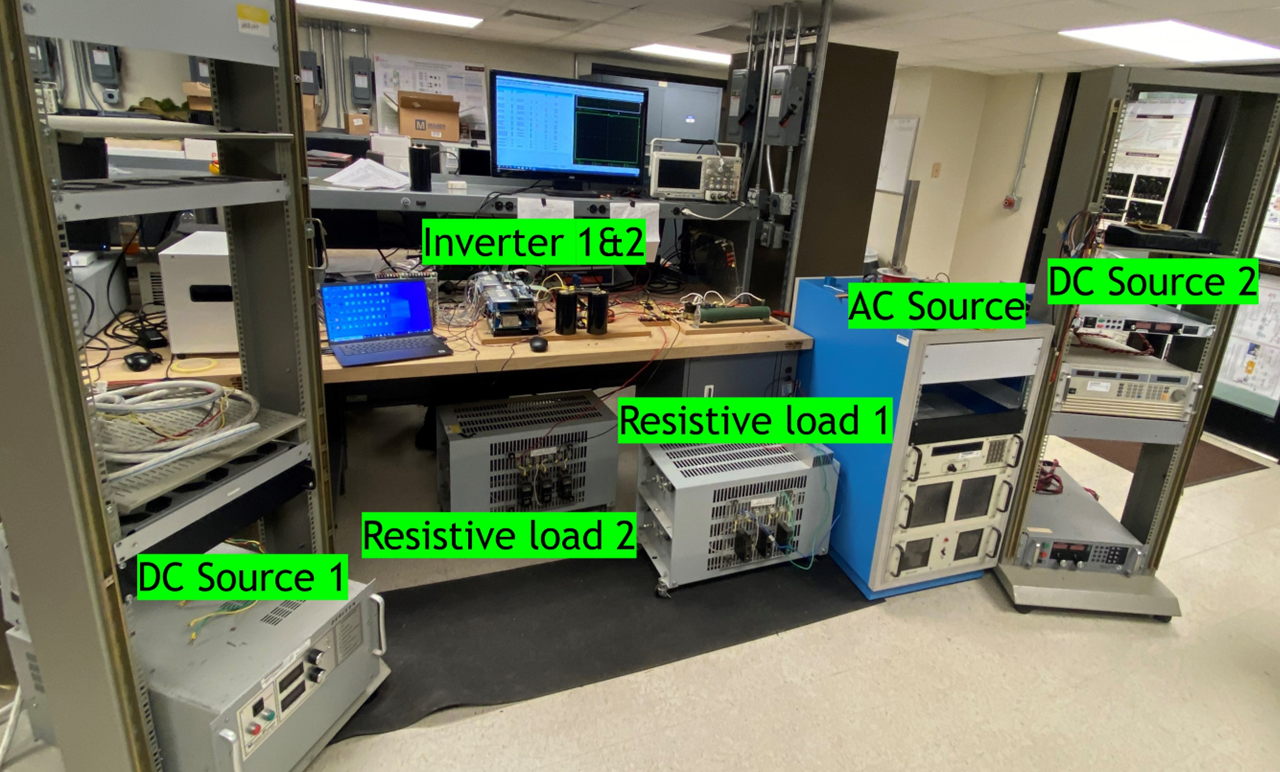 Inverter 1&2
AC Source
DC Source 2
Resistive load 1
Resistive load 2
DC Source 1